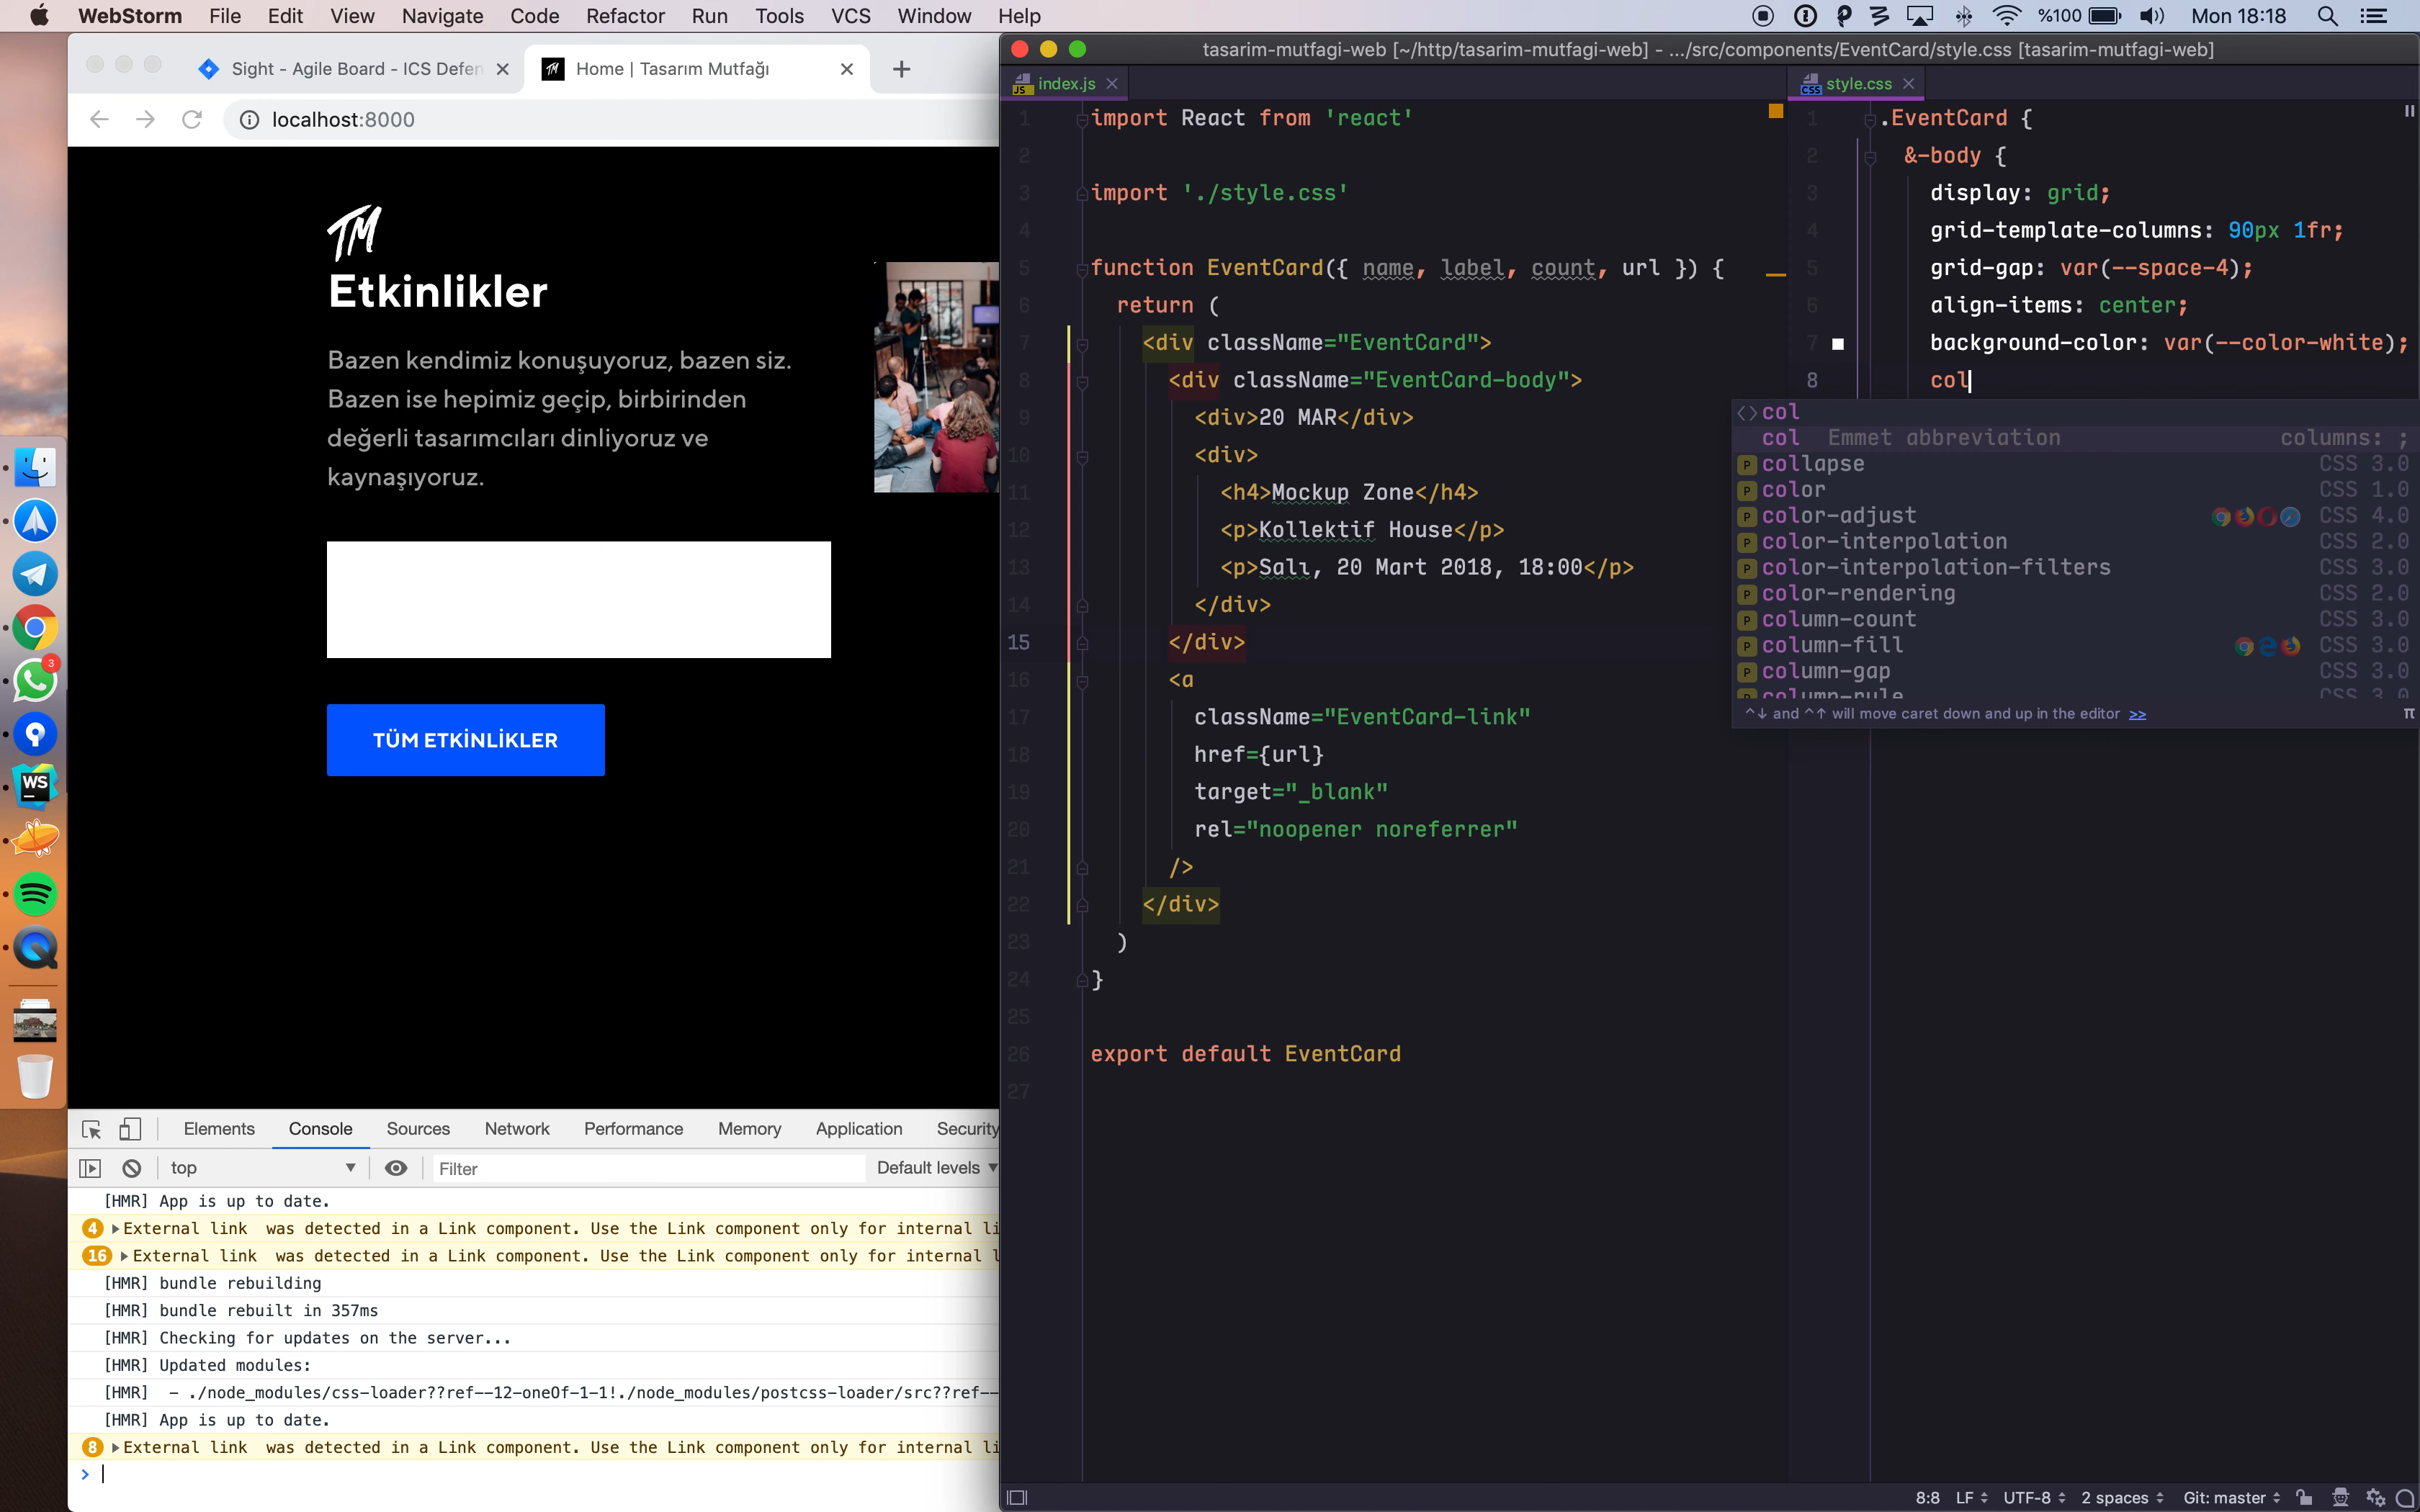 WebStorm File Edit View Navigate Code Refactor Run Tools VCS Window Help %100 Mon 18:18
Sight - Agile Board - ICS Defen
Home | Tasarım Mutfağı
localhost:8000
TM
Etkinlikler
Bazen kendimiz konuşuyoruz, bazen siz.
Bazen ise hepimiz geçip, birbirinden
değerli tasarımcıları dinliyoruz ve
kaynaşıyoruz.
TÜM ETKİNLİKLER
3
WS
Elements Console Sources Network Performance Memory Application Security
top Filter Default levels
[HMR] App is up to date.
4 External link was detected in a Link component. Use the Link component only for internal li
16 External link was detected in a Link component. Use the Link component only for internal l
[HMR] bundle rebuilding
[HMR] bundle rebuilt in 357ms
[HMR] Checking for updates on the server...
[HMR] Updated modules:
[HMR] - ./node_modules/css-loader??ref--12-oneOf-1-1!./node_modules/postcss-loader/src??ref--
[HMR] App is up to date.
8 External link was detected in a Link component. Use the Link component only for internal li
>
tasarim-mutfagi-web [~/http/tasarim-mutfagi-web] - .../src/components/EventCard/style.css [tasarim-mutfagi-web]
JS index.js
1 import React from 'react'
2
3 import './style.css'
4
5 function EventCard({ name, label, count, url }) {
6 return (
7 <div className="EventCard">
8 <div className="EventCard-body">
9 <div>20 MAR</div>
10 <div>
11 <h4>Mockup Zone</h4>
12 <p>Kollektif House</p>
13 <p>Salı, 20 Mart 2018, 18:00</p>
14 </div>
15 </div>
16 <a
17 className="EventCard-link"
18 href={url}
19 target="_blank"
20 rel="noopener noreferrer"
21 />
22 </div>
23 )
24 }
25
26 export default EventCard
27
CSS style.css
1 .EventCard {
2 &-body {
3 display: grid;
4 grid-template-columns: 90px 1fr;
5 grid-gap: var(--space-4);
6 align-items: center;
7 background-color: var(--color-white);
8 col
<> col
col Emmet abbreviation columns: ;
P collapse CSS 3.0
P color CSS 1.0
P color-adjust CSS 4.0
P color-interpolation CSS 2.0
P color-interpolation-filters CSS 3.0
P color-rendering CSS 2.0
P column-count CSS 3.0
P column-fill CSS 3.0
P column-gap CSS 3.0
P column-rule CSS 3.0
^↓ and ^↑ will move caret down and up in the editor >> π
8:8 LF UTF-8 2 spaces Git: master